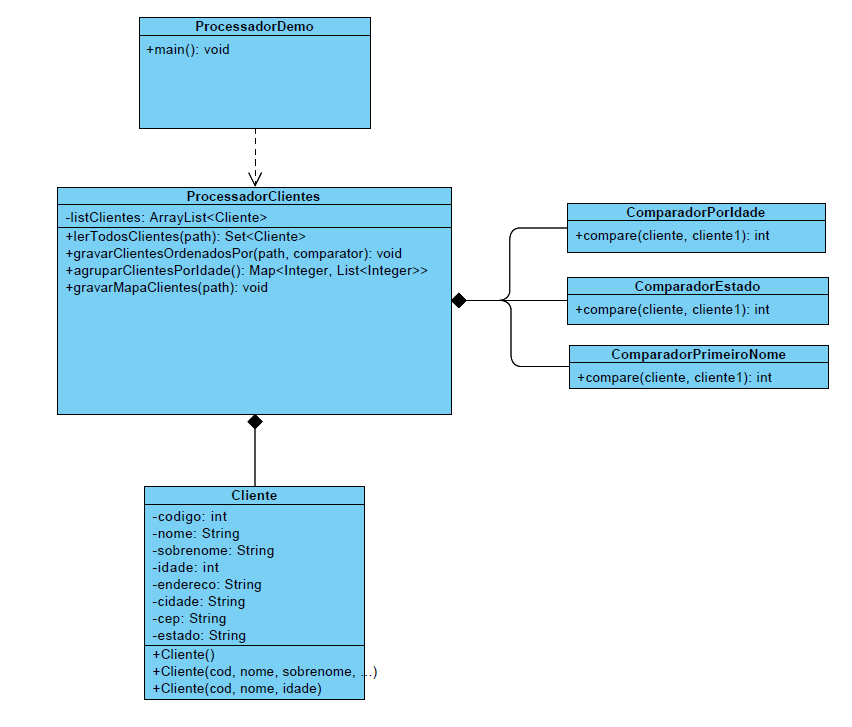 ProcessadorDemo
+main(): void
ProcessadorClientes
-listClientes: ArrayList<Cliente>
+lerTodosClientes(path): Set<Cliente>
+gravarClientesOrdenadosPor(path, comparator): void
+agruparClientesPorIdade(): Map<Integer, List<Integer>>
+gravarMapaClientes(path): void
ComparadorPorIdade
+compare(cliente, cliente1): int
ComparadorEstado
+compare(cliente, cliente1): int
ComparadorPrimeiroNome
+compare(cliente, cliente1): int
Cliente
-codigo: int
-nome: String
-sobrenome: String
-idade: int
-endereco: String
-cidade: String
-cep: String
-estado: String
+Cliente()
+Cliente(cod, nome, sobrenome, ...)
+Cliente(cod, nome, idade)